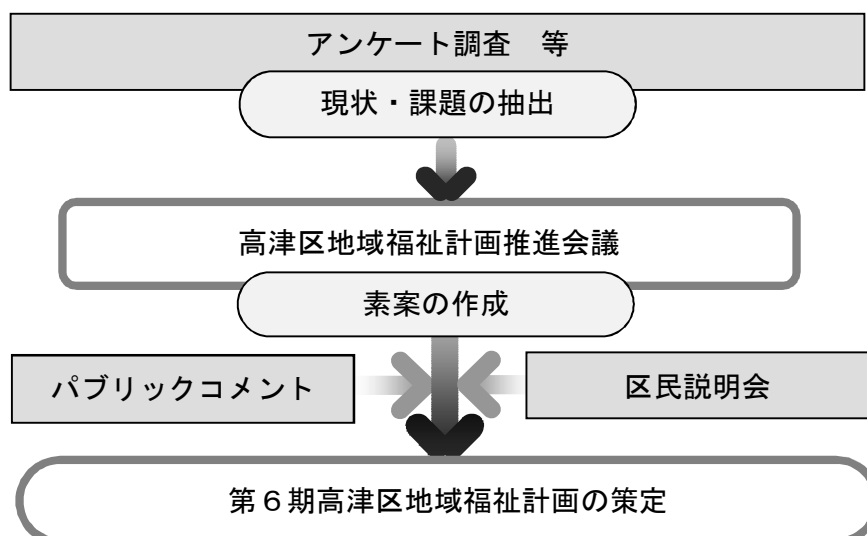 アンケート調査　等
現状・課題の抽出
高津区地域福祉計画推進会議
素案の作成
パブリックコメント
区民説明会
第６期高津区地域福祉計画の策定